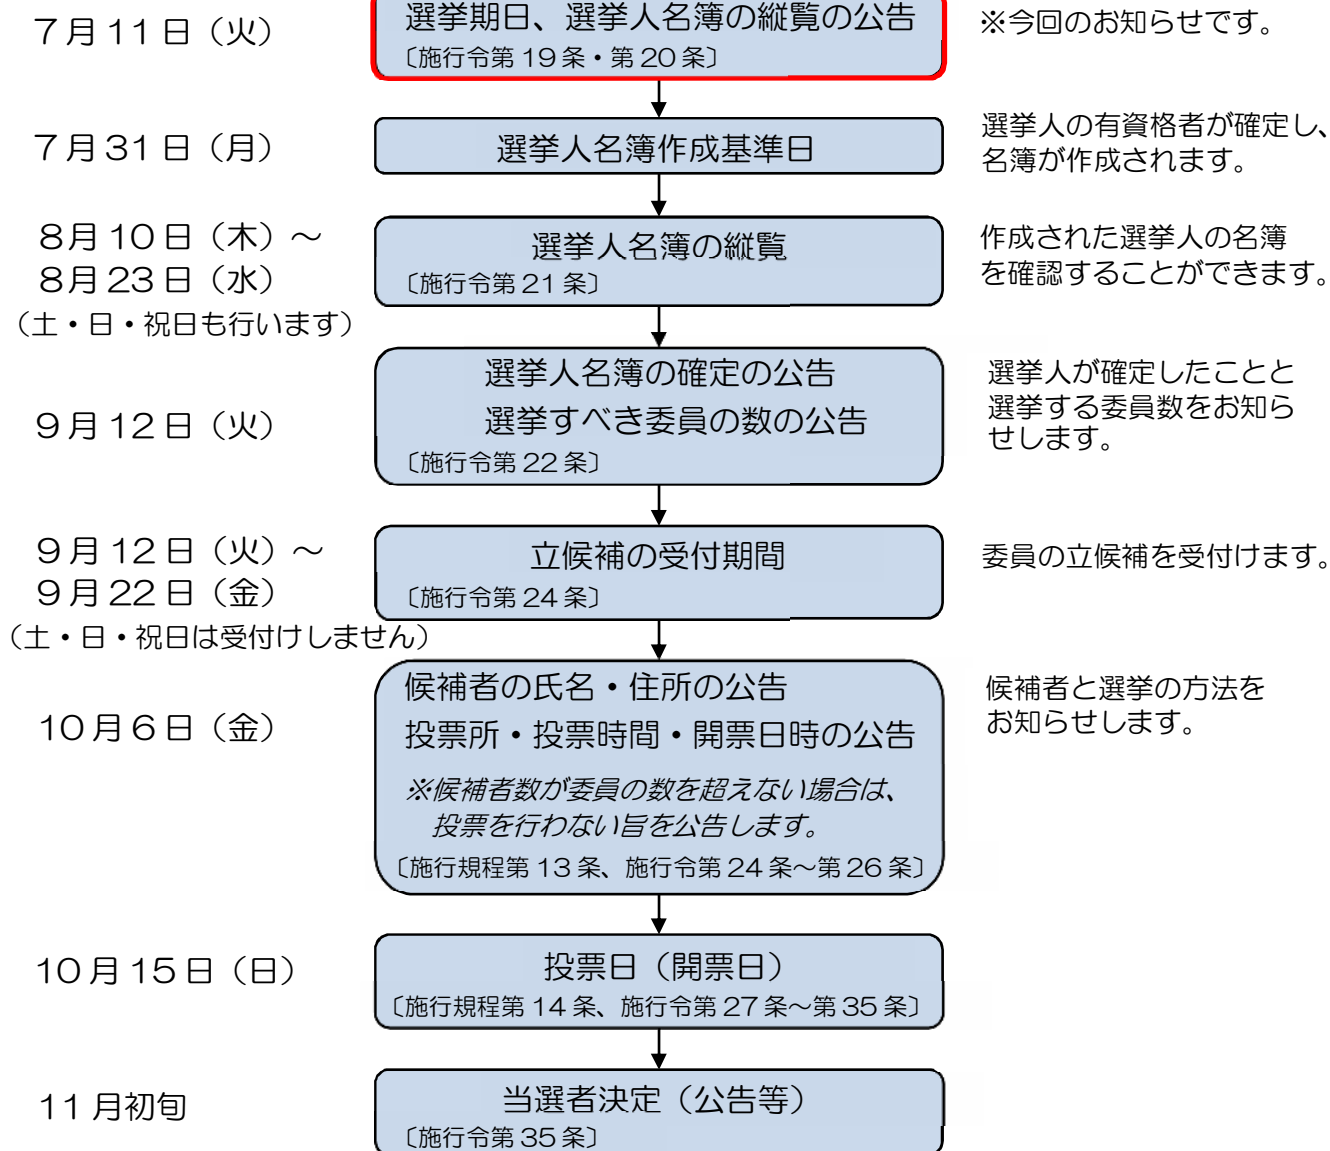 7月11日（火）
選挙期日、選挙人名簿の縦覧の公告
〔施行令第19条・第20条〕
※今回のお知らせです。
7月31日（月）
選挙人名簿作成基準日
選挙人の有資格者が確定し、
名簿が作成されます。
8月10日（木）～
8月23日（水）
（土・日・祝日も行います）
選挙人名簿の縦覧
〔施行令第21条〕
作成された選挙人の名簿
を確認することができます。
9月12日（火）
選挙人名簿の確定の公告
選挙すべき委員の数の公告
〔施行令第22条〕
選挙人が確定したことと
選挙する委員数をお知ら
せします。
9月12日（火）～
9月22日（金）
（土・日・祝日は受付けしません）
立候補の受付期間
〔施行令第24条〕
委員の立候補を受付けます。
10月6日（金）
候補者の氏名・住所の公告
投票所・投票時間・開票日時の公告
※候補者数が委員の数を超えない場合は、
投票を行わない旨を公告します。
〔施行規程第13条、施行令第24条～第26条〕
候補者と選挙の方法を
お知らせします。
10月15日（日）
投票日（開票日）
〔施行規程第14条、施行令第27条～第35条〕
11月初旬
当選者決定（公告等）
〔施行令第35条〕